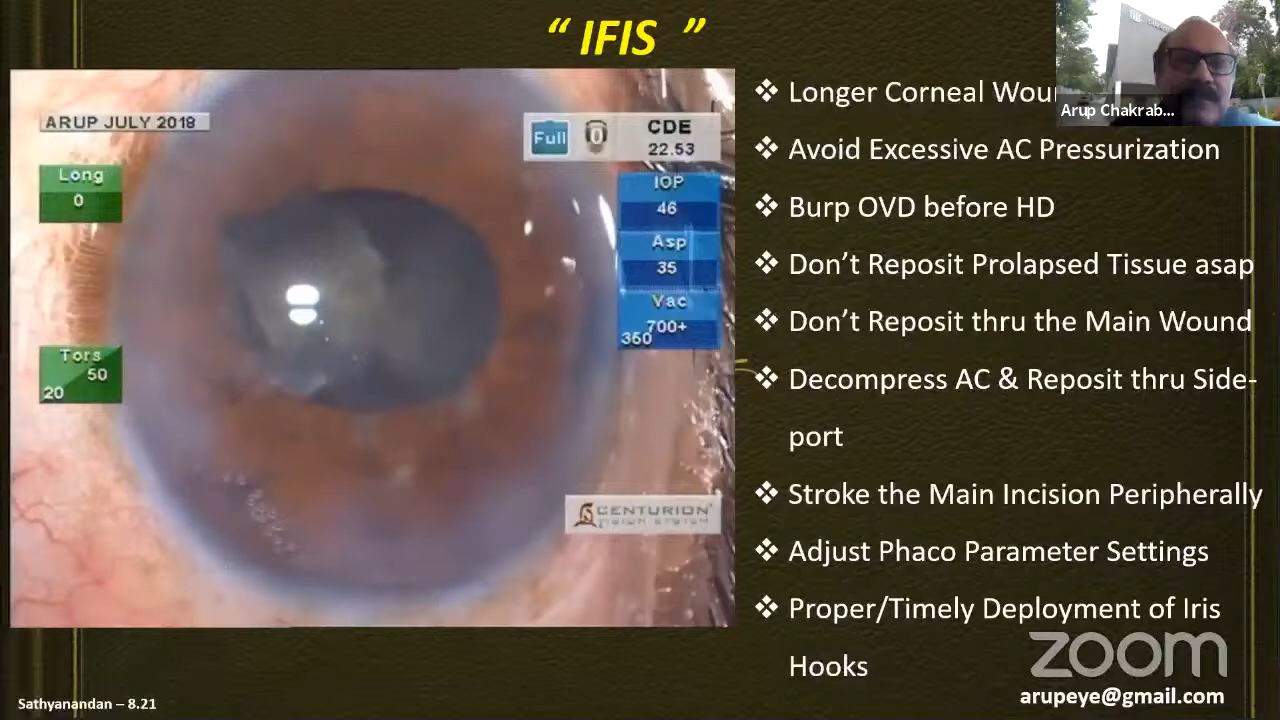 “ IFIS ”
ARUP JULY 2018
Long
0
Full
0
CDE
22.53
IOP
46
Asp
35
Vac
700+
350
Tors
50
20
CENTURION
VISION SYSTEM
❖ Longer Corneal
Arup Chakrab...
❖ Avoid Excessive AC Pressurization
❖ Burp OVD before HD
❖ Don’t Reposit Prolapsed Tissue asap
❖ Don’t Reposit thru the Main Wound
❖ Decompress AC & Reposit thru Side-
port
❖ Stroke the Main Incision Peripherally
❖ Adjust Phaco Parameter Settings
❖ Proper/Timely Deployment of Iris
Hooks
zoom
arupeye@gmail.com
Sathyanandan – 8.21